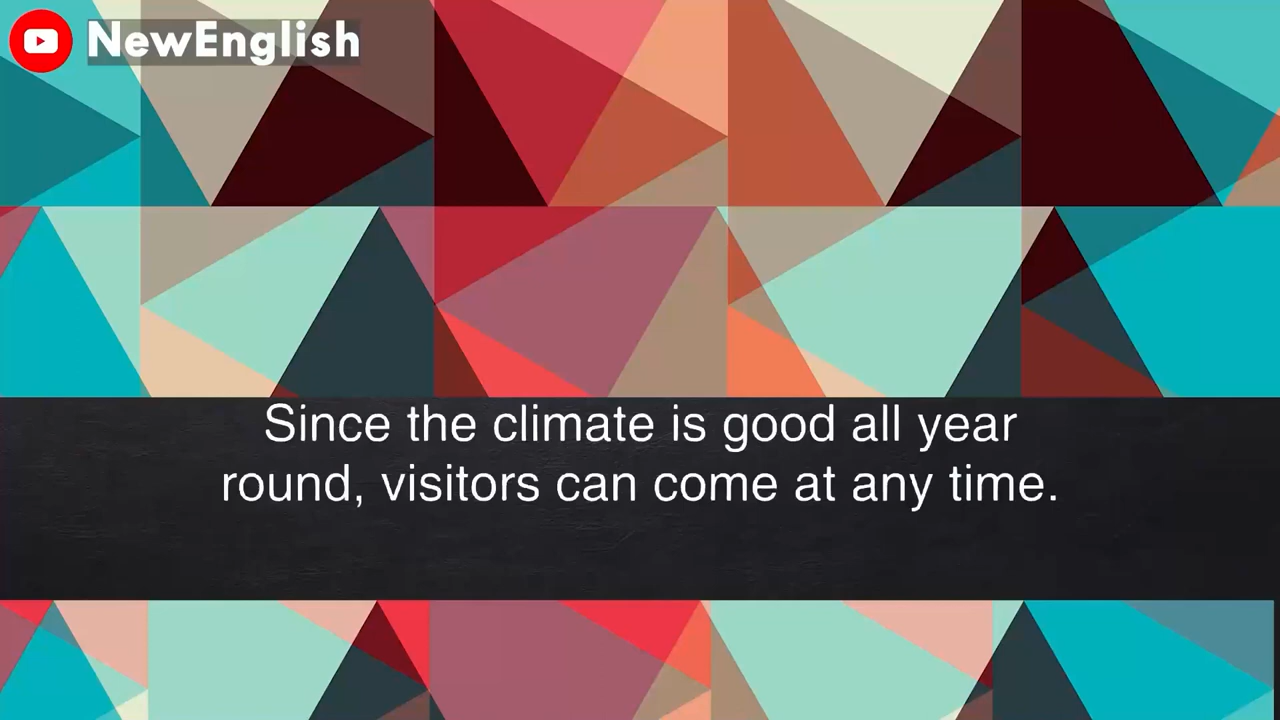 NewEnglish
Since the climate is good all year
round, visitors can come at any time.